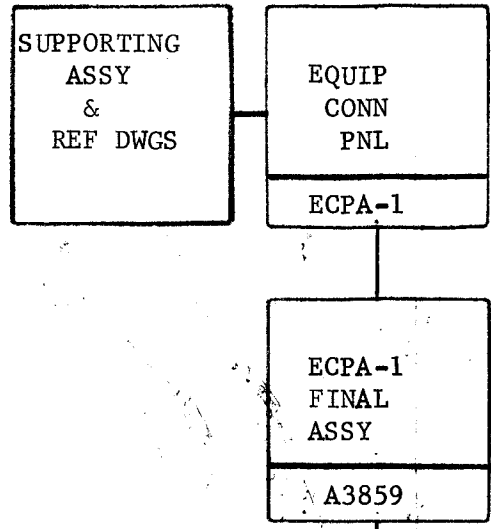 SUPPORTING
ASSY
&
REF DWGS
EQUIP
CONN
PNL
ECPA-1
ECPA-1
FINAL
ASSY
A3859